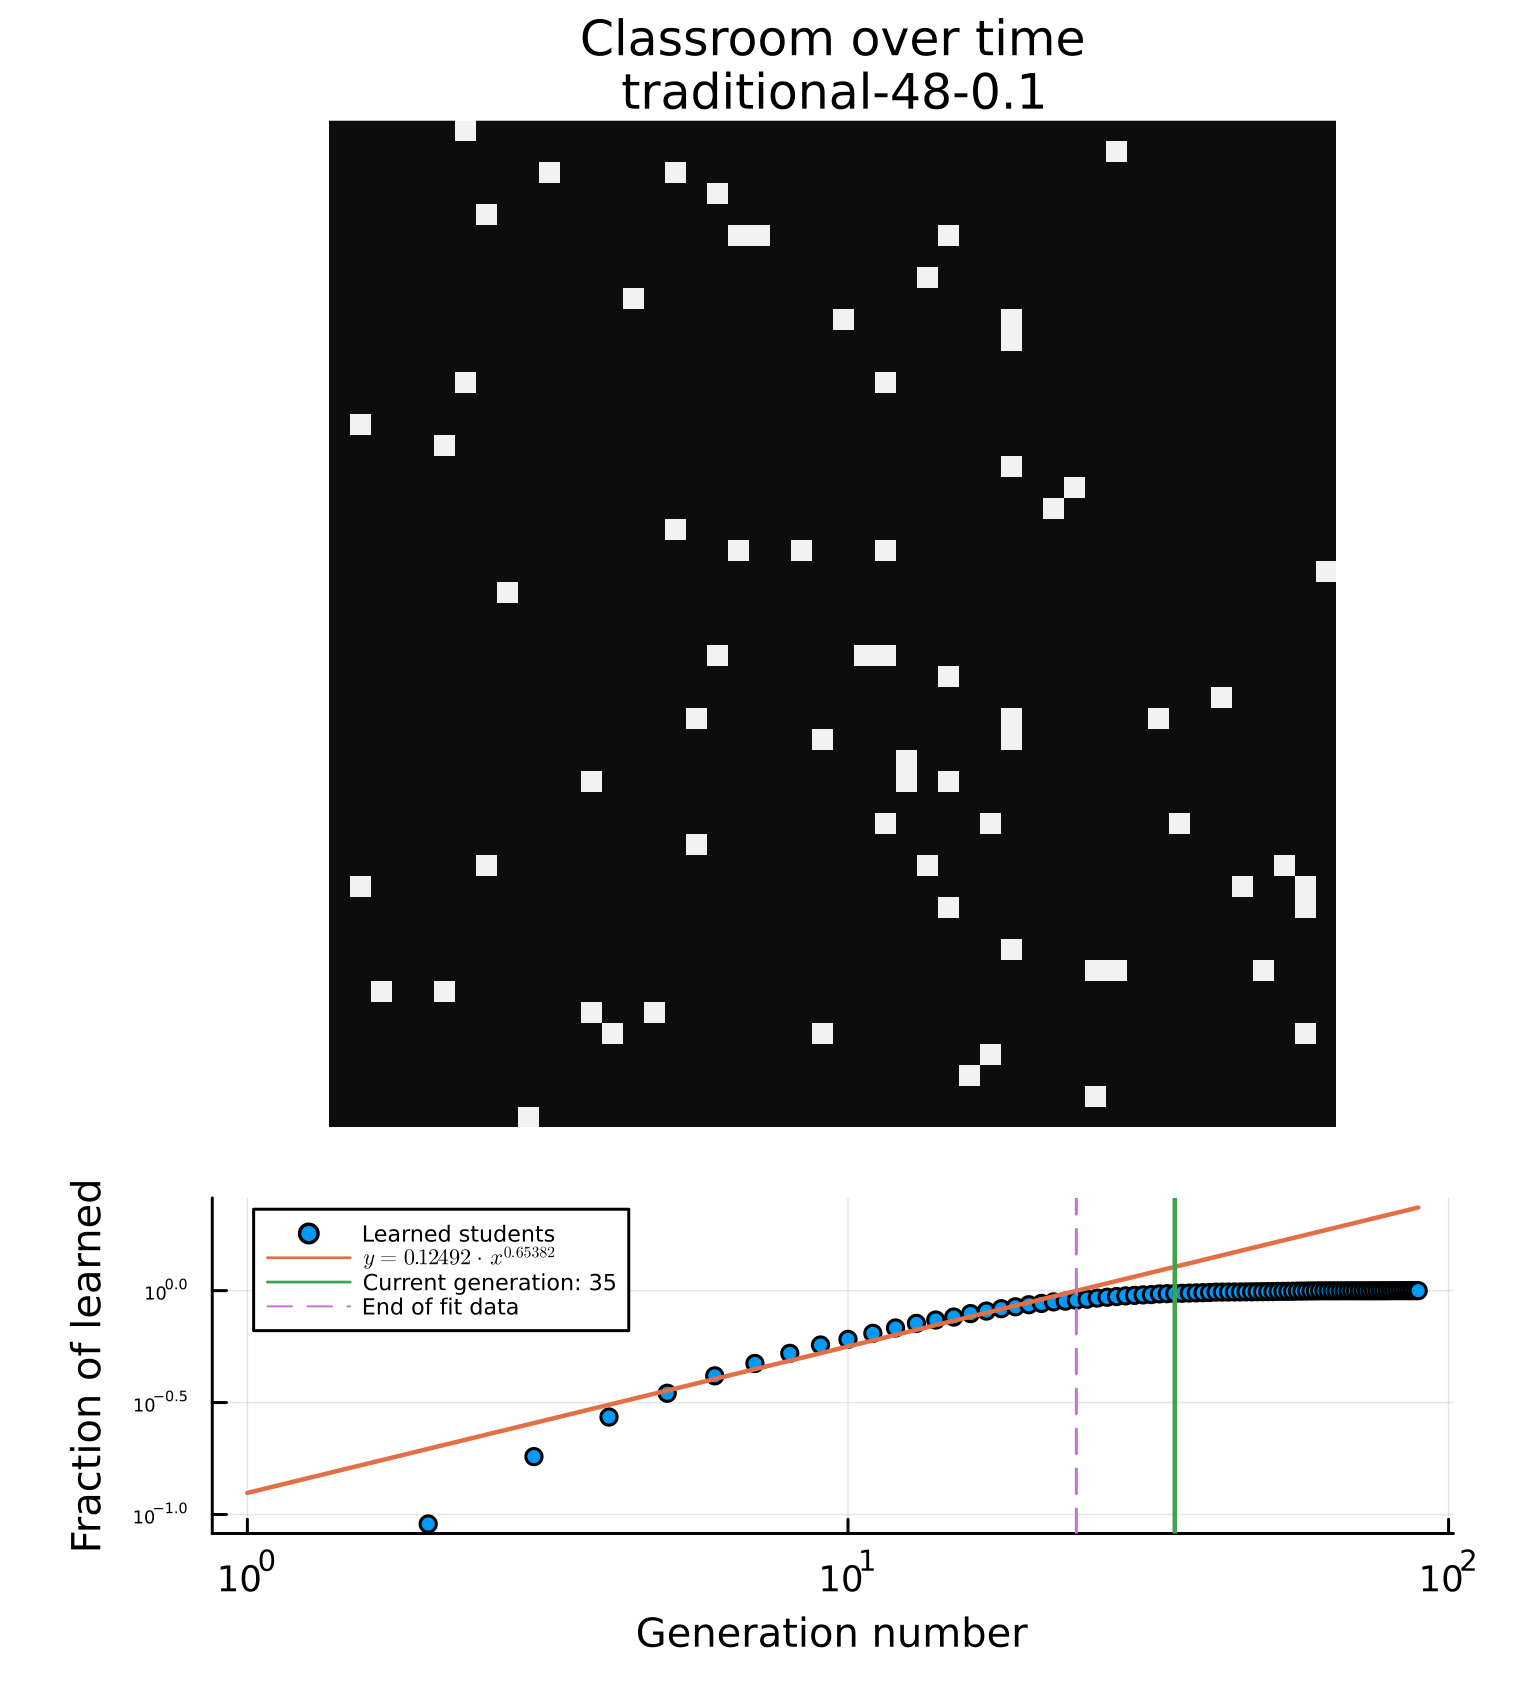 Classroom over time
traditional-48-0.1
Fraction of learned
Learned students
y = 0.12492 · x^0.65382
Current generation: 35
End of fit data
10^0.0
10^−0.5
10^−1.0
10^0 10^1 10^2
Generation number